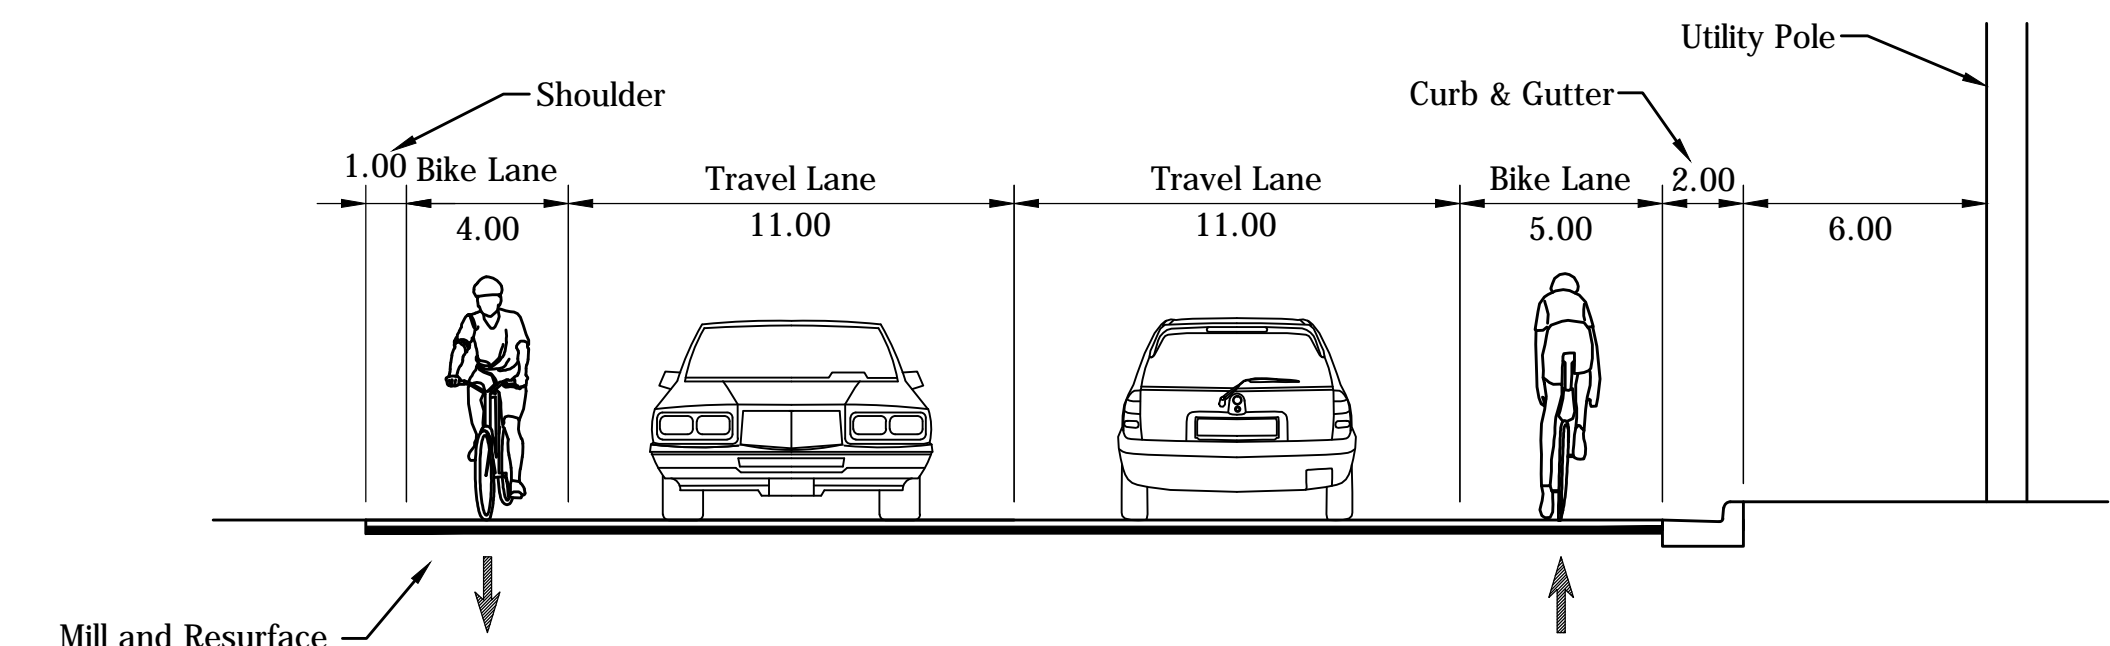 Utility Pole
Shoulder
Curb & Gutter
1.00 Bike Lane Travel Lane Travel Lane Bike Lane 2.00
4.00 11.00 11.00 5.00 6.00
Mill and Resurface